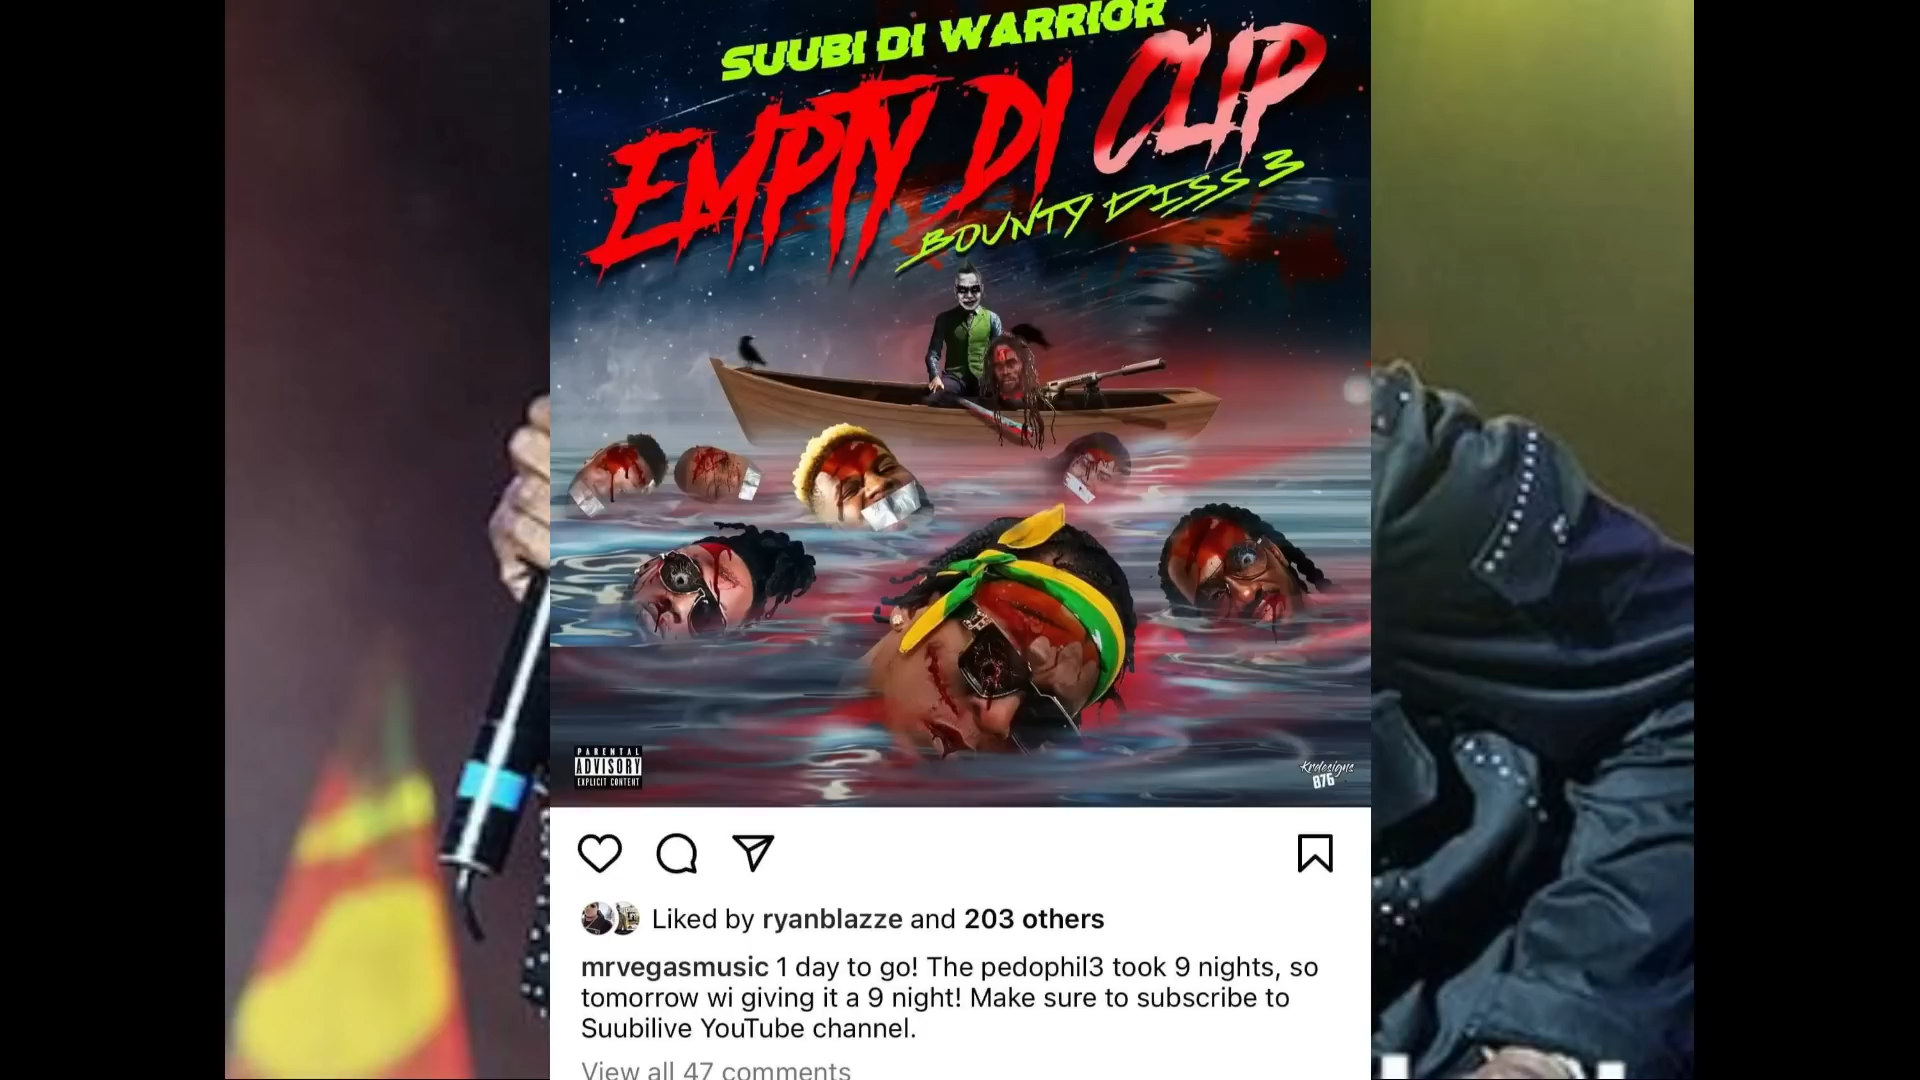 SUUBI DI WARRIOR
EMPTY DI CLIP
BOUNTY DISS 3
PARENTAL
ADVISORY
EXPLICIT CONTENT
Krdesigns
876
Liked by ryanblazze and 203 others
mrvegasmusic 1 day to go! The pedophil3 took 9 nights, so
tomorrow wi giving it a 9 night! Make sure to subscribe to
Suubilive YouTube channel.
View all 47 comments